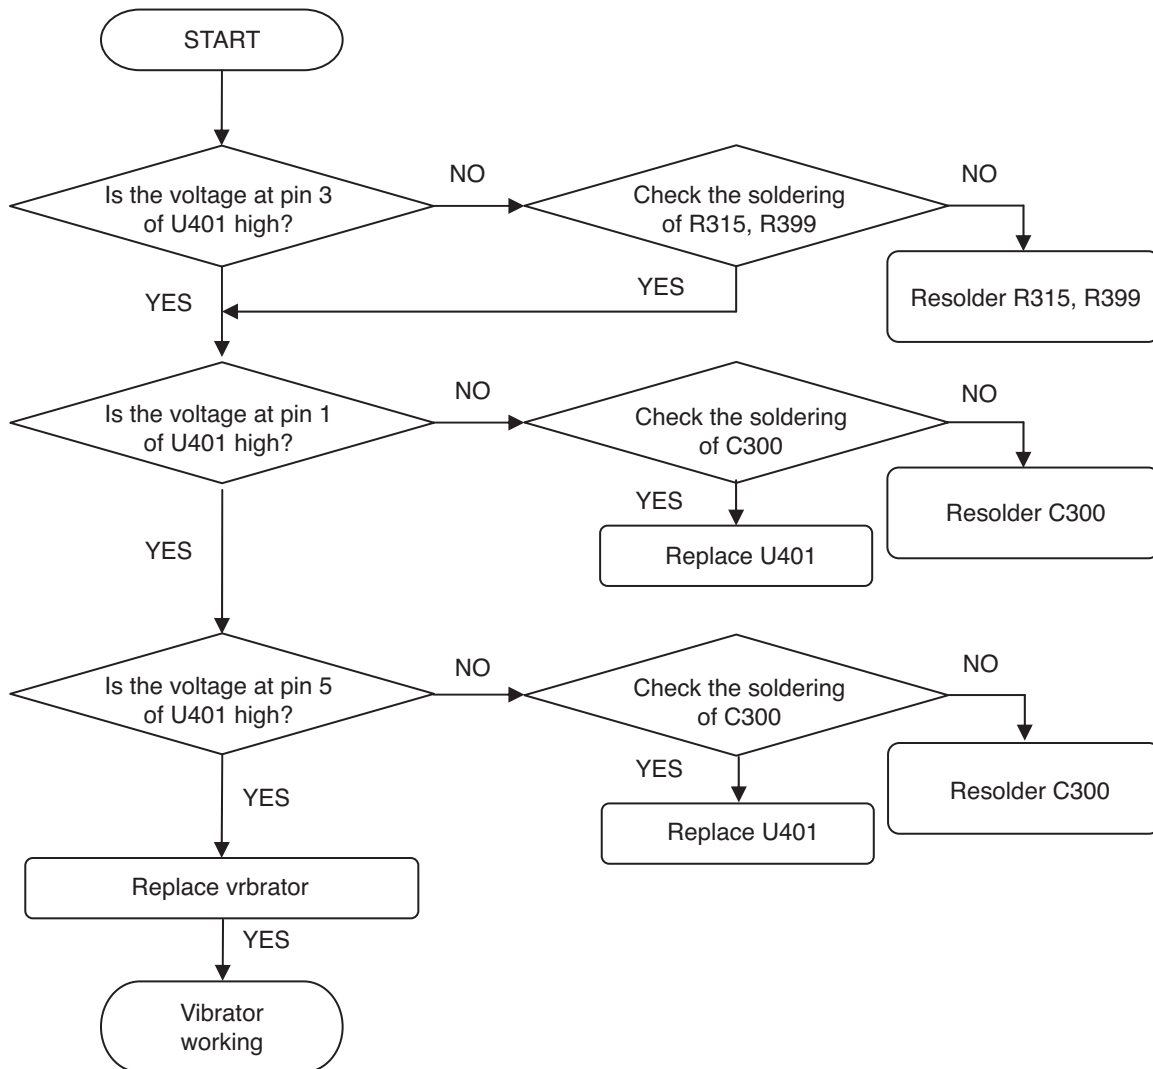 START
Is the voltage at pin 3
of U401 high?
NO
Check the soldering
of R315, R399
NO
YES
YES
Resolder R315, R399
Is the voltage at pin 1
of U401 high?
NO
Check the soldering
of C300
NO
YES
YES
Resolder C300
Replace U401
Is the voltage at pin 5
of U401 high?
NO
Check the soldering
of C300
NO
YES
YES
Resolder C300
Replace U401
Replace vrbrator
YES
Vibrator
working